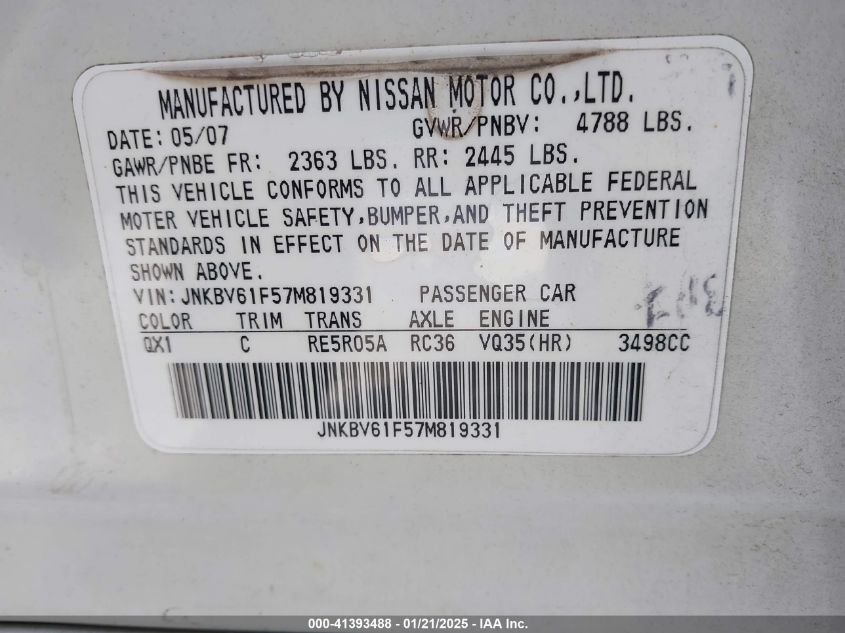 MANUFACTURED BY NISSAN MOTOR CO.,LTD.
DATE: 05/07 GVWR/PNBV: 4788 LBS.
GAWR/PNBE FR: 2363 LBS. RR: 2445 LBS.
THIS VEHICLE CONFORMS TO ALL APPLICABLE FEDERAL
MOTER VEHICLE SAFETY,BUMPER,AND THEFT PREVENTION
STANDARDS IN EFFECT ON THE DATE OF MANUFACTURE
SHOWN ABOVE.
VIN: JNKBV61F57M819331 PASSENGER CAR
COLOR TRIM TRANS AXLE ENGINE
QX1 C RE5R05A RC36 VQ35(HR) 3498CC
JNKBV61F57M819331
000-41393488 - 01/21/2025 - IAA Inc.